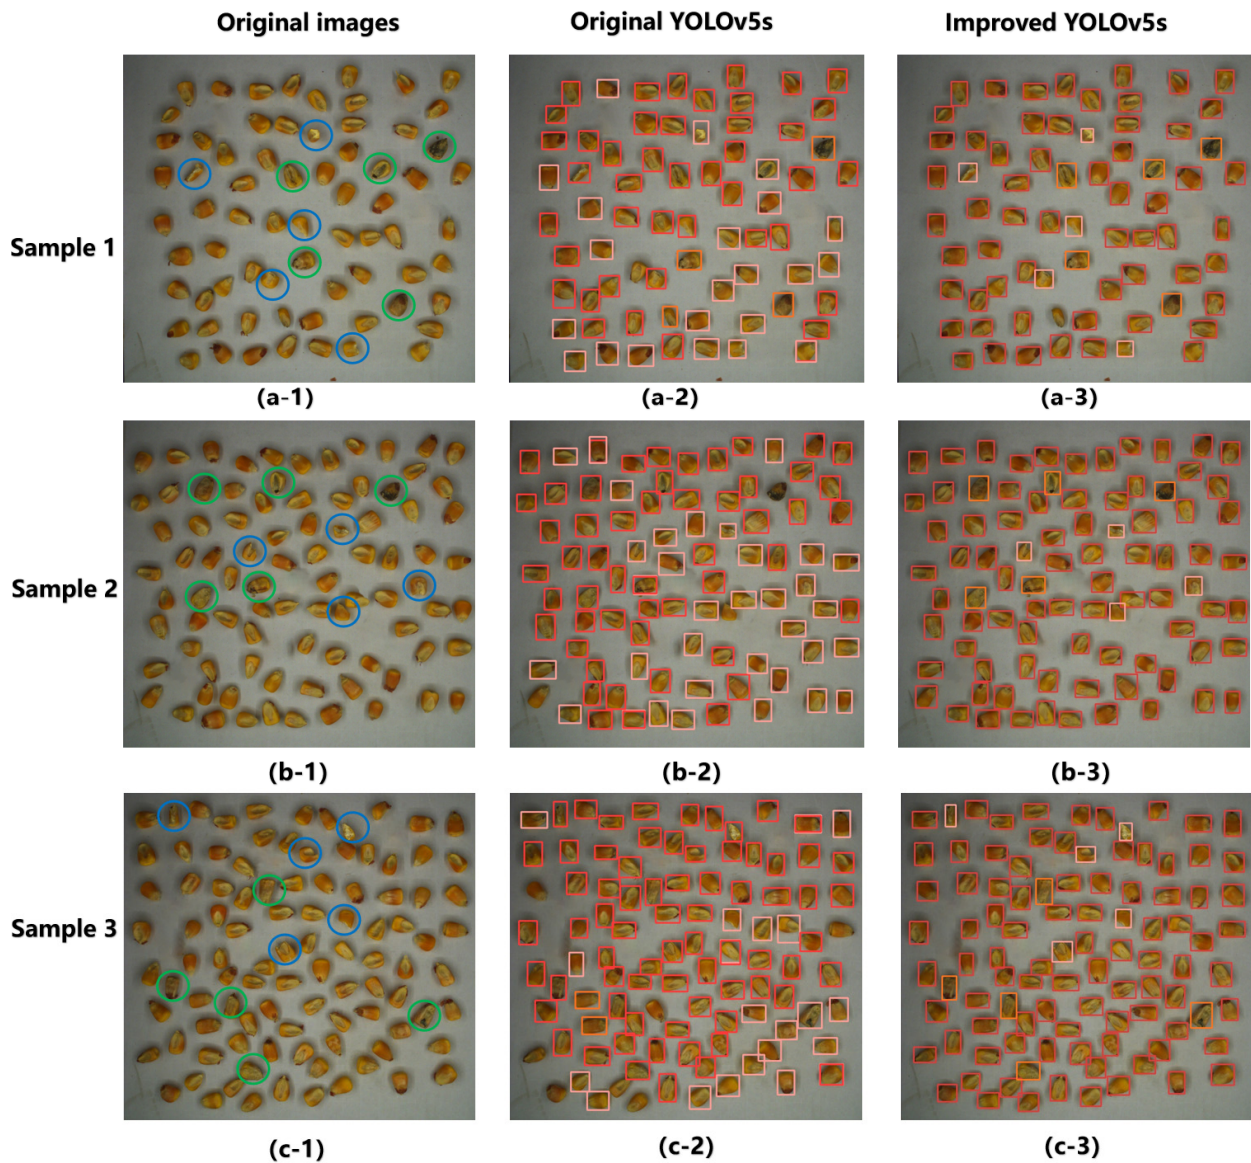 Original images Original YOLOv5s Improved YOLOv5s
Sample 1
(a-1) (a-2) (a-3)
Sample 2
(b-1) (b-2) (b-3)
Sample 3
(c-1) (c-2) (c-3)